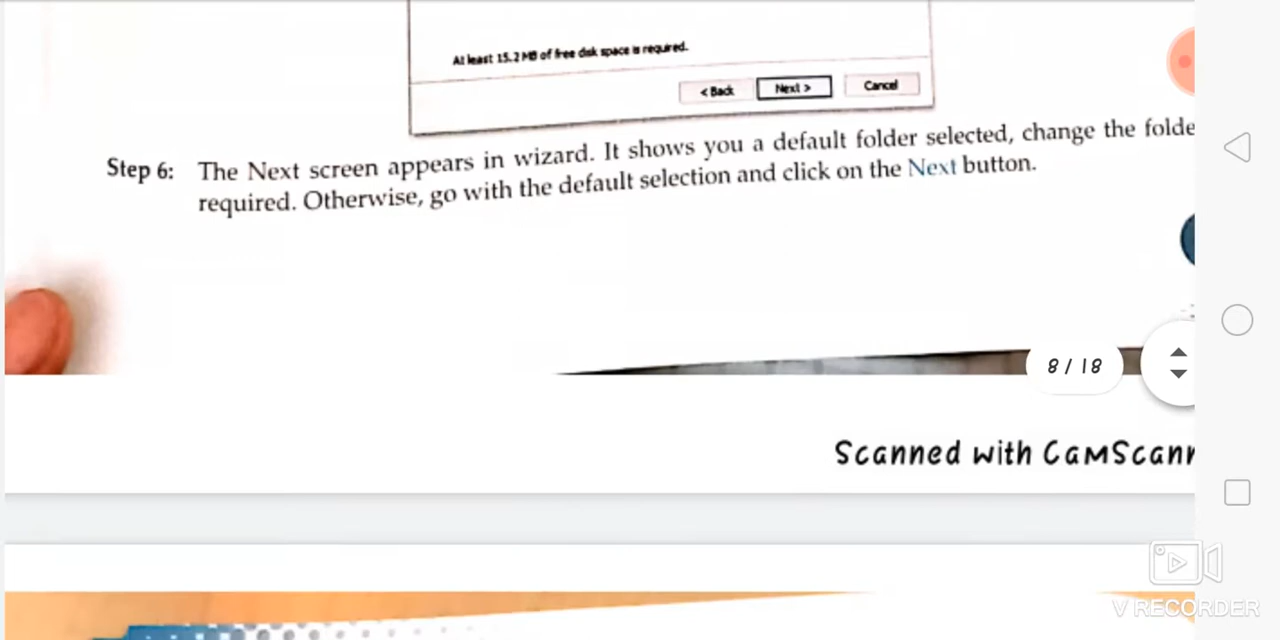 At least 15.2 MB of free disk space is required.
< Back Next > Cancel
Step 6: The Next screen appears in wizard. It shows you a default folder selected, change the folde
required. Otherwise, go with the default selection and click on the Next button.
8 / 18
Scanned with CamScann
V RECORDER